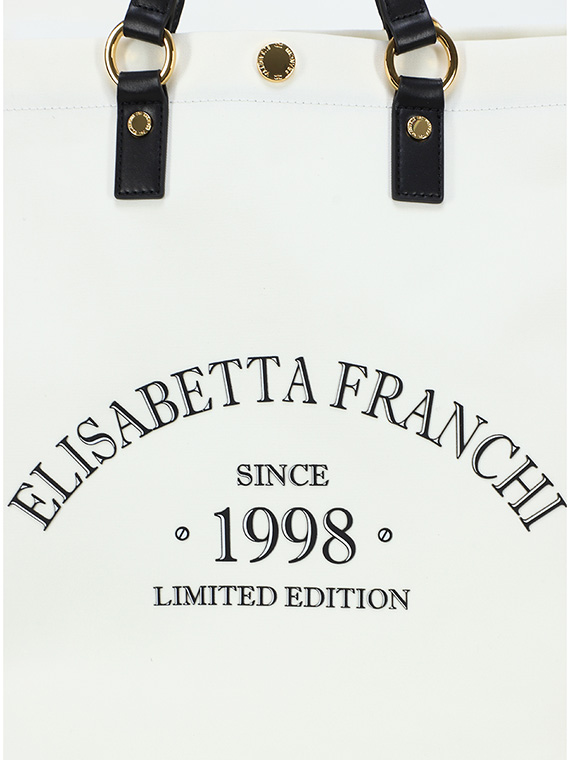 ELISABETTA FRANCHI
SINCE
1998
LIMITED EDITION